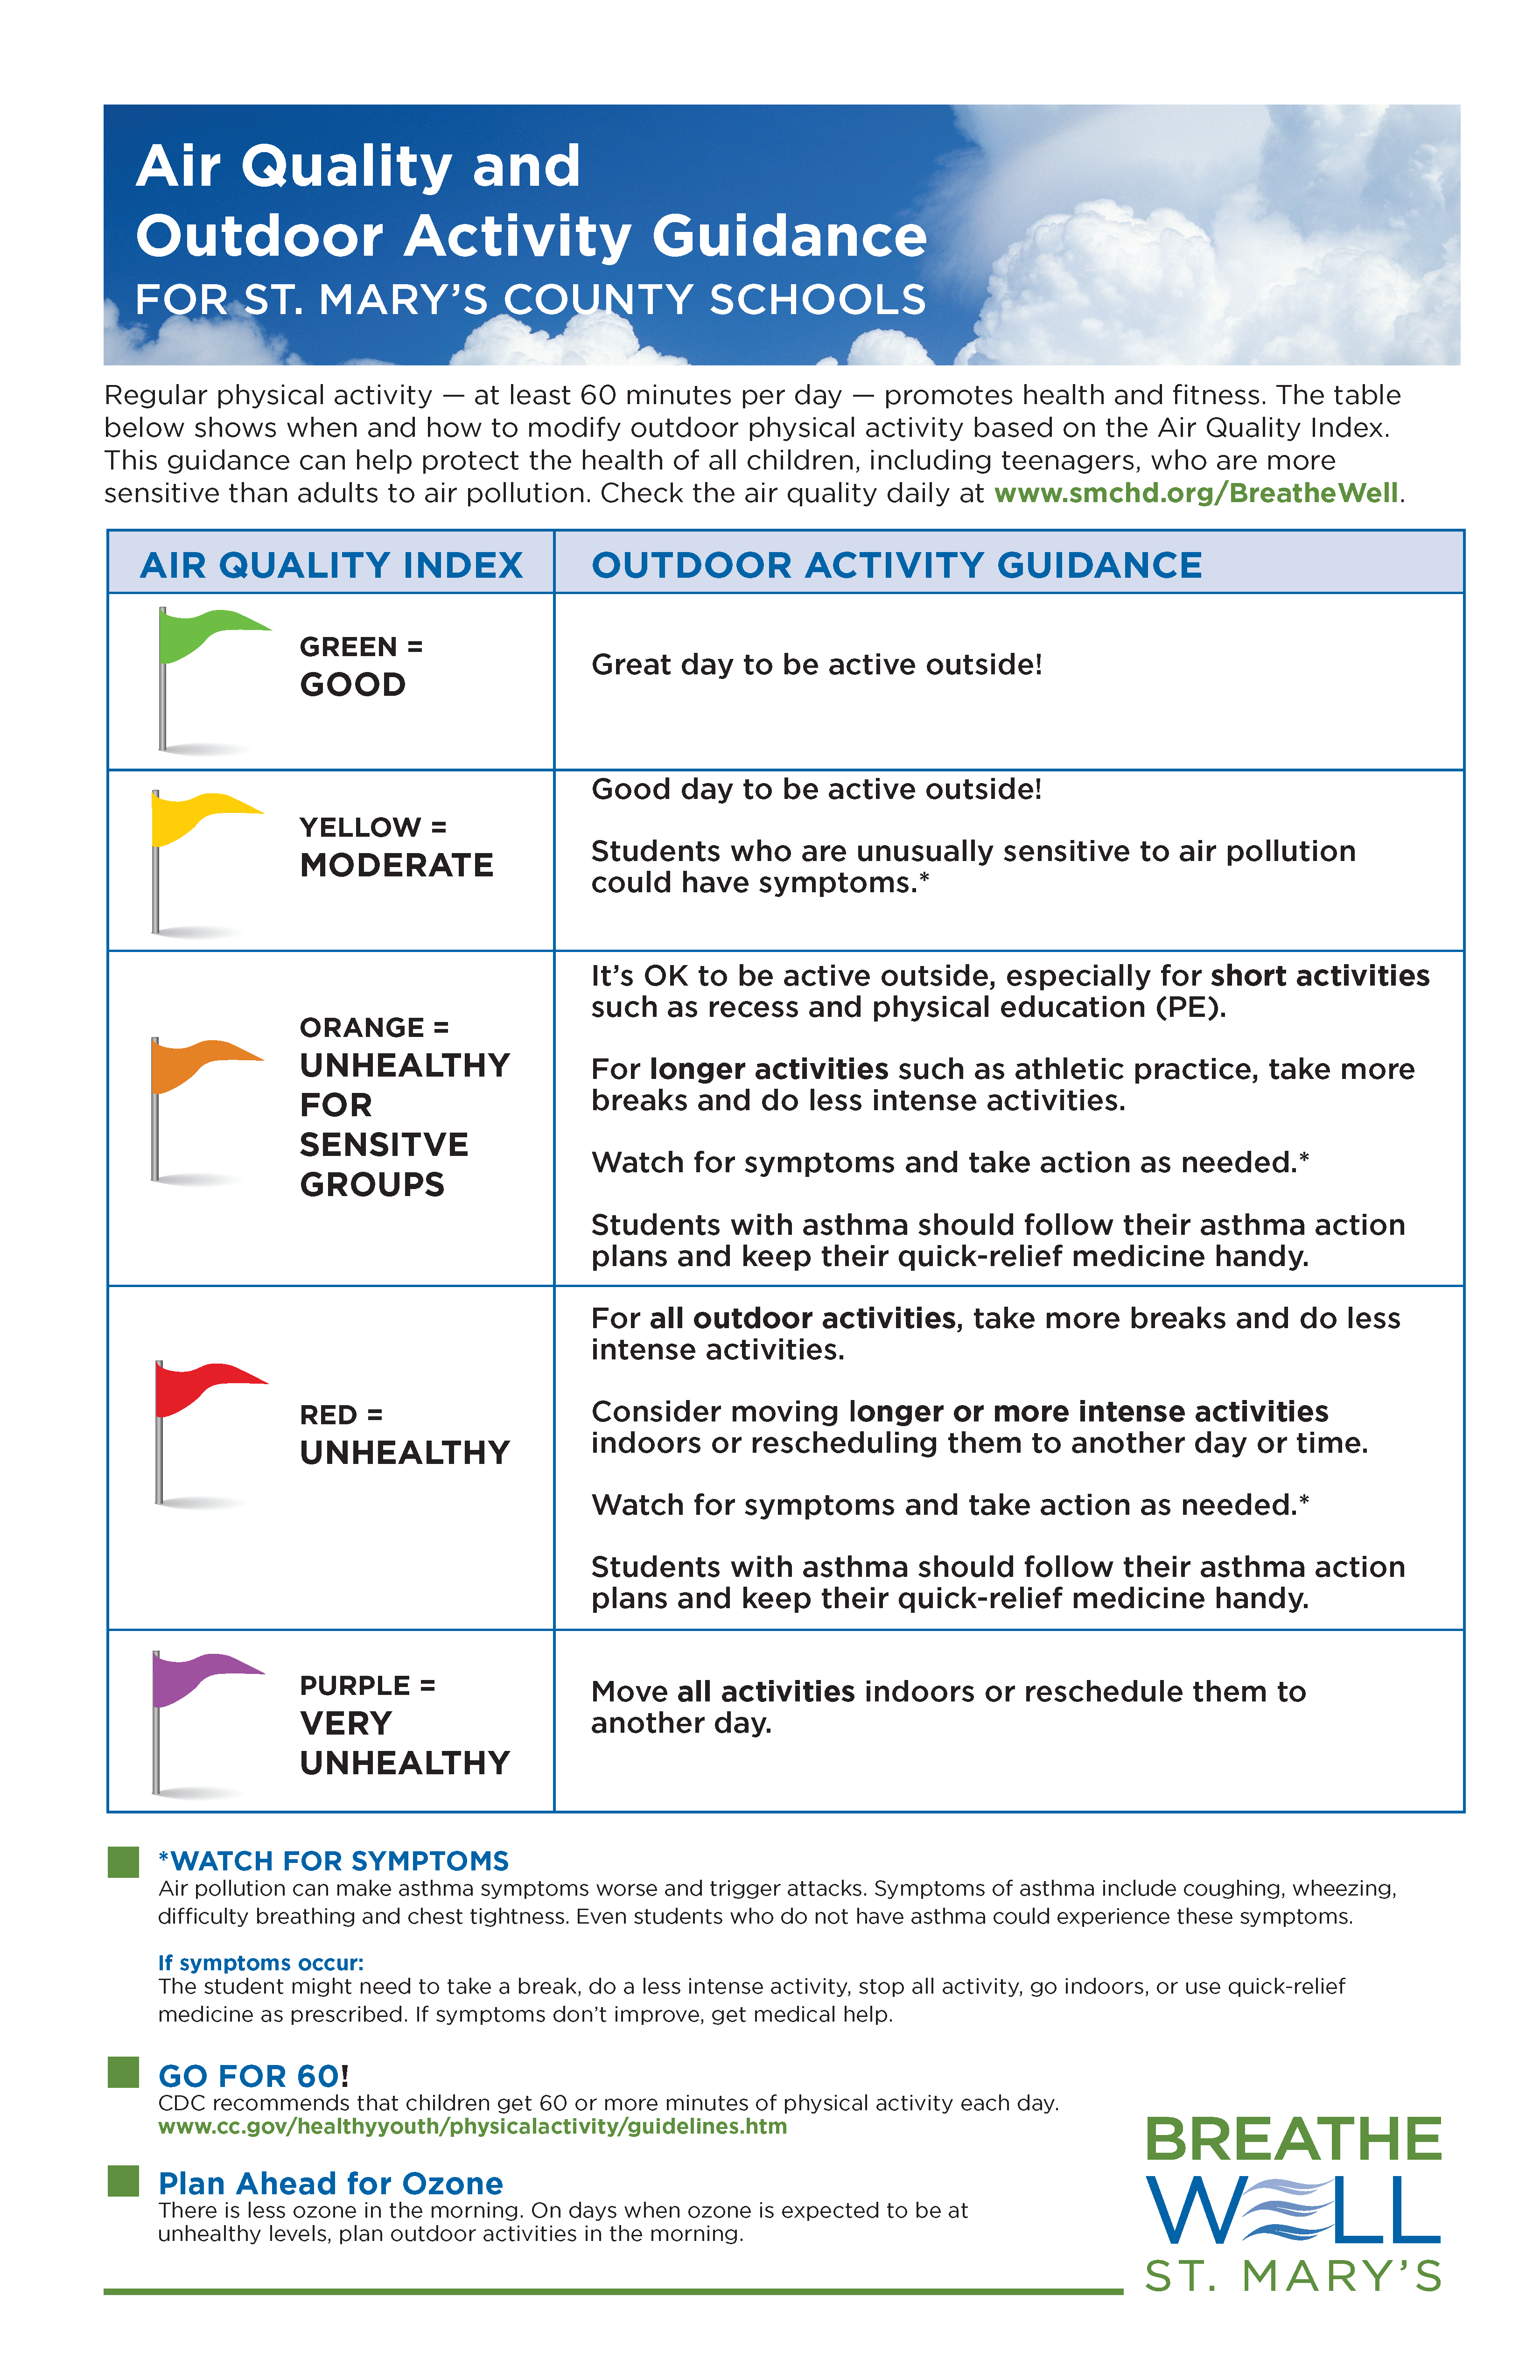 Air Quality and
Outdoor Activity Guidance
FOR ST. MARY’S COUNTY SCHOOLS
Regular physical activity — at least 60 minutes per day — promotes health and fitness. The table
below shows when and how to modify outdoor physical activity based on the Air Quality Index.
This guidance can help protect the health of all children, including teenagers, who are more
sensitive than adults to air pollution. Check the air quality daily at www.smchd.org/BreatheWell.
AIR QUALITY INDEX
OUTDOOR ACTIVITY GUIDANCE
GREEN =
GOOD
Great day to be active outside!
YELLOW =
MODERATE
Good day to be active outside!
Students who are unusually sensitive to air pollution
could have symptoms.*
ORANGE =
UNHEALTHY
FOR
SENSITVE
GROUPS
It’s OK to be active outside, especially for short activities
such as recess and physical education (PE).
For longer activities such as athletic practice, take more
breaks and do less intense activities.
Watch for symptoms and take action as needed.*
Students with asthma should follow their asthma action
plans and keep their quick-relief medicine handy.
RED =
UNHEALTHY
For all outdoor activities, take more breaks and do less
intense activities.
Consider moving longer or more intense activities
indoors or rescheduling them to another day or time.
Watch for symptoms and take action as needed.*
Students with asthma should follow their asthma action
plans and keep their quick-relief medicine handy.
PURPLE =
VERY
UNHEALTHY
Move all activities indoors or reschedule them to
another day.
*WATCH FOR SYMPTOMS
Air pollution can make asthma symptoms worse and trigger attacks. Symptoms of asthma include coughing, wheezing,
difficulty breathing and chest tightness. Even students who do not have asthma could experience these symptoms.
If symptoms occur:
The student might need to take a break, do a less intense activity, stop all activity, go indoors, or use quick-relief
medicine as prescribed. If symptoms don’t improve, get medical help.
GO FOR 60!
CDC recommends that children get 60 or more minutes of physical activity each day.
www.cc.gov/healthyyouth/physicalactivity/guidelines.htm
Plan Ahead for Ozone
There is less ozone in the morning. On days when ozone is expected to be at
unhealthy levels, plan outdoor activities in the morning.
BREATHE
WELL
ST. MARY’S